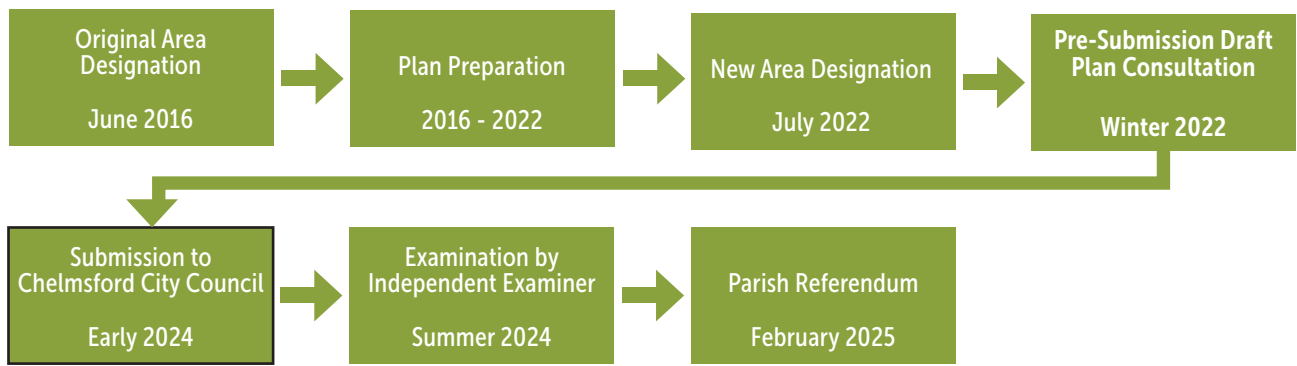 Original Area
Designation
June 2016
Plan Preparation
2016 - 2022
New Area Designation
July 2022
Pre-Submission Draft
Plan Consultation
Winter 2022
Submission to
Chelmsford City Council
Early 2024
Examination by
Independent Examiner
Summer 2024
Parish Referendum
February 2025